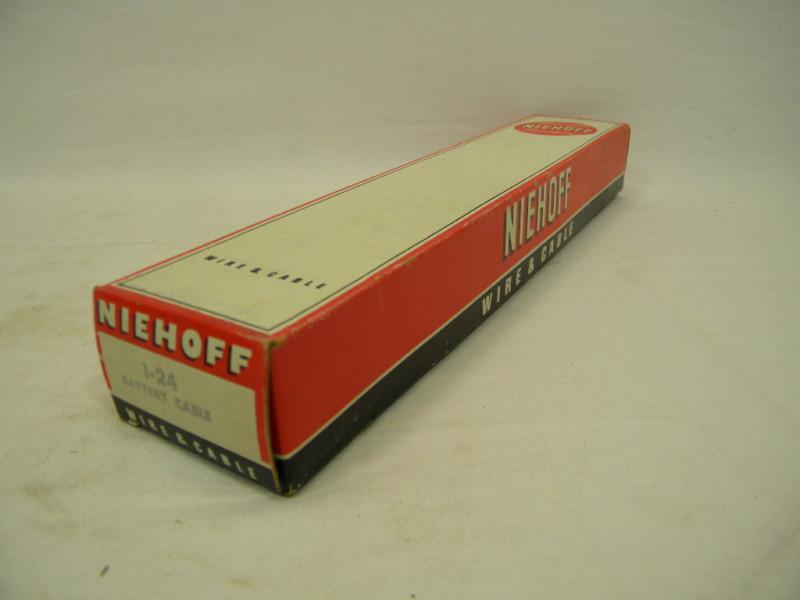 NIEHOFF
WIRE & CABLE
NIEHOFF
WIRE & CABLE
NIEHOFF
1-24
BATTERY CABLE
WIRE & CABLE